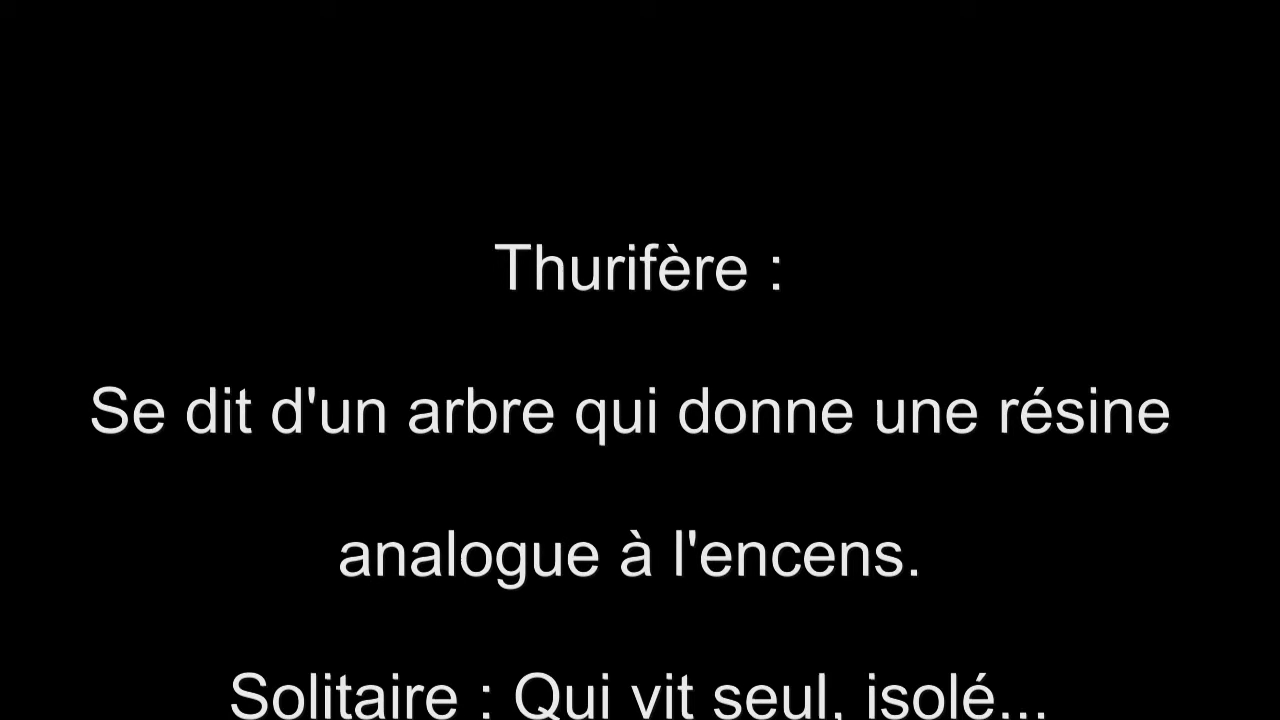 Thurifère :
Se dit d'un arbre qui donne une résine
analogue à l'encens.
Solitaire : Qui vit seul, isolé...